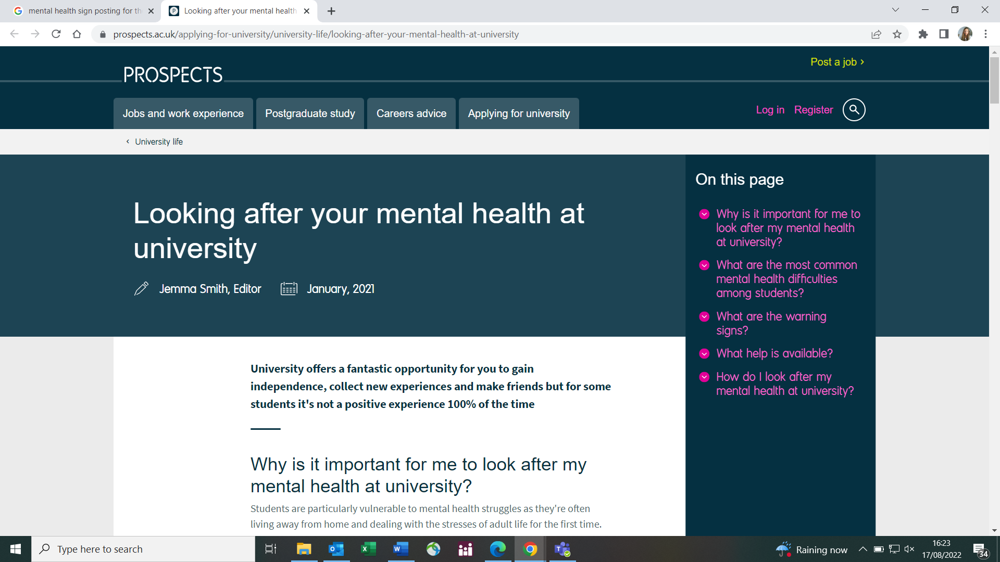 mental health sign posting for th
Looking after your mental health
prospects.ac.uk/applying-for-university/university-life/looking-after-your-mental-health-at-university
Post a job ›
PROSPECTS
Jobs and work experience
Postgraduate study
Careers advice
Applying for university
Log in
Register
‹ University life
Looking after your mental health at
university
Jemma Smith, Editor
January, 2021
On this page
Why is it important for me to
look after my mental health
at university?
What are the most common
mental health difficulties
among students?
What are the warning
signs?
What help is available?
How do I look after my
mental health at university?
University offers a fantastic opportunity for you to gain
independence, collect new experiences and make friends but for some
students it's not a positive experience 100% of the time
Why is it important for me to look after my
mental health at university?
Students are particularly vulnerable to mental health struggles as they're often
living away from home and dealing with the stresses of adult life for the first time.
Type here to search
Raining now
16:23
17/08/2022
34